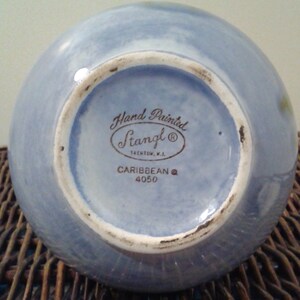 Hand Painted
Stangl ®
TRENTON, N.J.
CARIBBEAN ©
4050